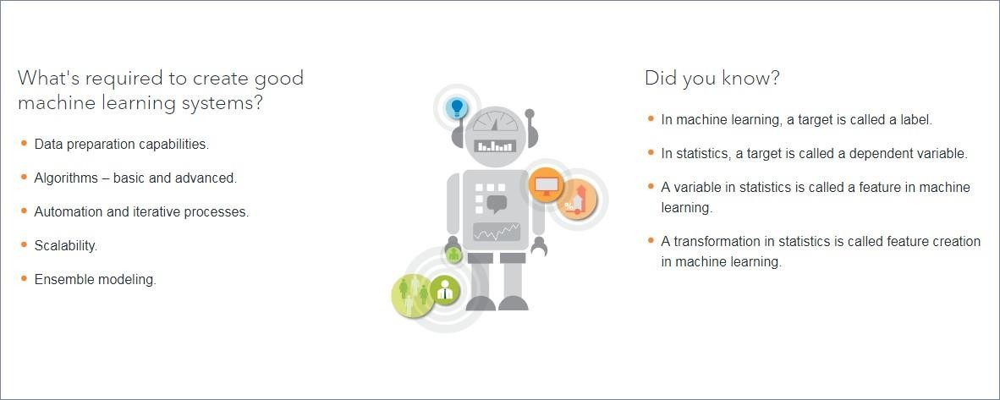 What's required to create good
machine learning systems?
• Data preparation capabilities.
• Algorithms – basic and advanced.
• Automation and iterative processes.
• Scalability.
• Ensemble modeling.
%
Did you know?
• In machine learning, a target is called a label.
• In statistics, a target is called a dependent variable.
• A variable in statistics is called a feature in machine
learning.
• A transformation in statistics is called feature creation
in machine learning.